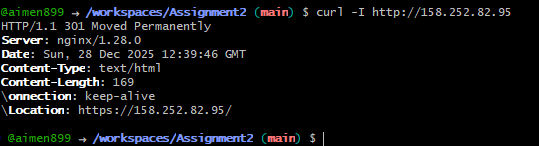 @aimen899 → /workspaces/Assignment2 (main) $ curl -I http://158.252.82.95
HTTP/1.1 301 Moved Permanently
Server: nginx/1.28.0
Date: Sun, 28 Dec 2025 12:39:46 GMT
Content-Type: text/html
Content-Length: 169
\onnection: keep-alive
\Location: https://158.252.82.95/
@aimen899 → /workspaces/Assignment2 (main) $